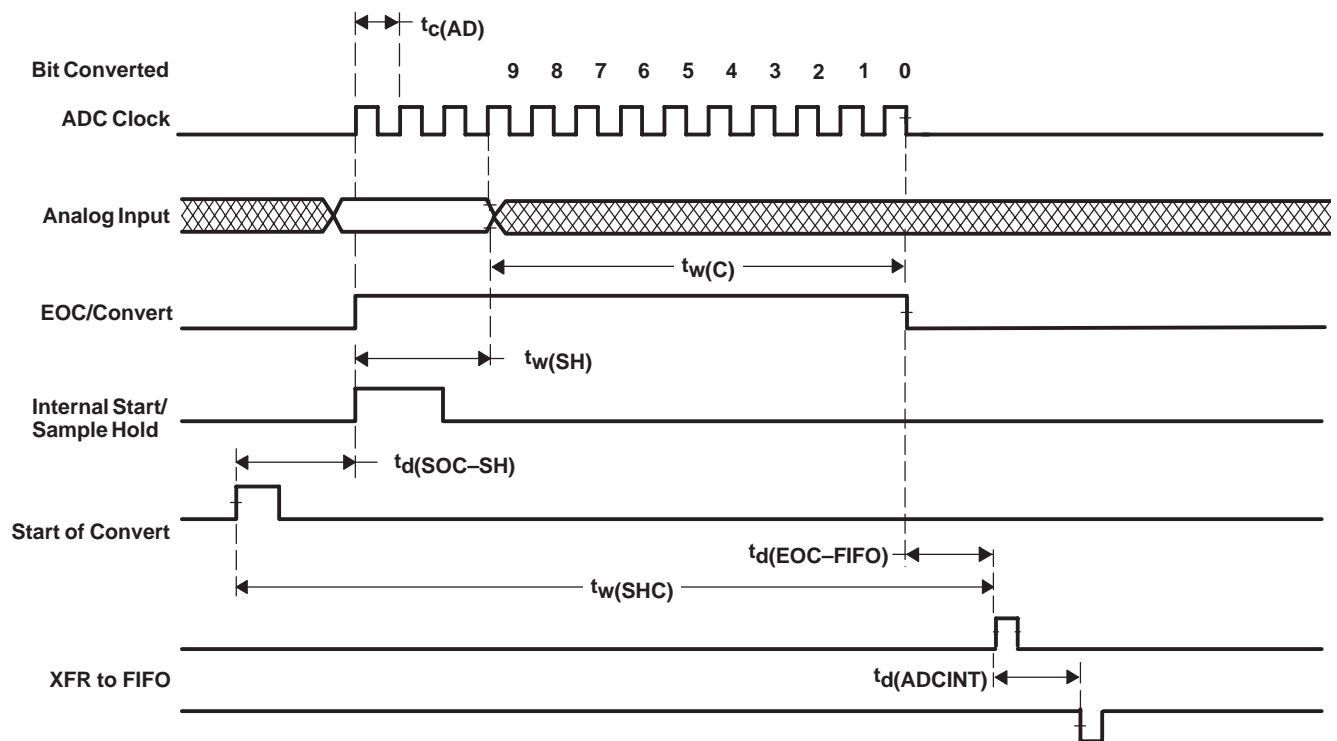 tc(AD)
Bit Converted
9 8 7 6 5 4 3 2 1 0
ADC Clock
Analog Input
tw(C)
EOC/Convert
tw(SH)
Internal Start/
Sample Hold
td(SOC–SH)
Start of Convert
td(EOC–FIFO)
tw(SHC)
XFR to FIFO
td(ADCINT)